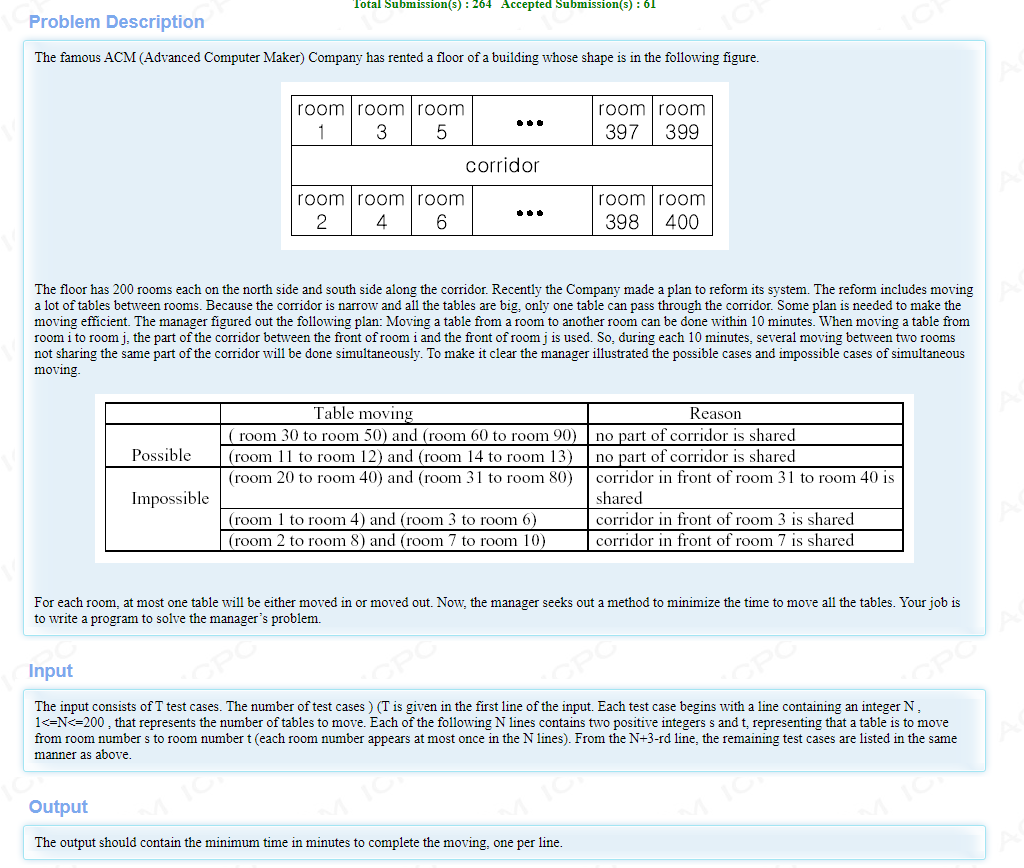 Total Submission(s) : 264 Accepted Submission(s) : 61
Problem Description
The famous ACM (Advanced Computer Maker) Company has rented a floor of a building whose shape is in the following figure.
room room room ••• room room
1 3 5 397 399
corridor
room room room ••• room room
2 4 6 398 400
The floor has 200 rooms each on the north side and south side along the corridor. Recently the Company made a plan to reform its system. The reform includes moving
a lot of tables between rooms. Because the corridor is narrow and all the tables are big, only one table can pass through the corridor. Some plan is needed to make the
moving efficient. The manager figured out the following plan: Moving a table from a room to another room can be done within 10 minutes. When moving a table from
room i to room j, the part of the corridor between the front of room i and the front of room j is used. So, during each 10 minutes, several moving between two rooms
not sharing the same part of the corridor will be done simultaneously. To make it clear the manager illustrated the possible cases and impossible cases of simultaneous
moving.
Table moving Reason
Possible ( room 30 to room 50) and (room 60 to room 90) no part of corridor is shared
(room 11 to room 12) and (room 14 to room 13) no part of corridor is shared
Impossible (room 20 to room 40) and (room 31 to room 80) corridor in front of room 31 to room 40 is
shared
(room 1 to room 4) and (room 3 to room 6) corridor in front of room 3 is shared
(room 2 to room 8) and (room 7 to room 10) corridor in front of room 7 is shared
For each room, at most one table will be either moved in or moved out. Now, the manager seeks out a method to minimize the time to move all the tables. Your job is
to write a program to solve the manager’s problem.
Input
The input consists of T test cases. The number of test cases ) (T is given in the first line of the input. Each test case begins with a line containing an integer N ,
1<=N<=200 , that represents the number of tables to move. Each of the following N lines contains two positive integers s and t, representing that a table is to move
from room number s to room number t (each room number appears at most once in the N lines). From the N+3-rd line, the remaining test cases are listed in the same
manner as above.
Output
The output should contain the minimum time in minutes to complete the moving, one per line.